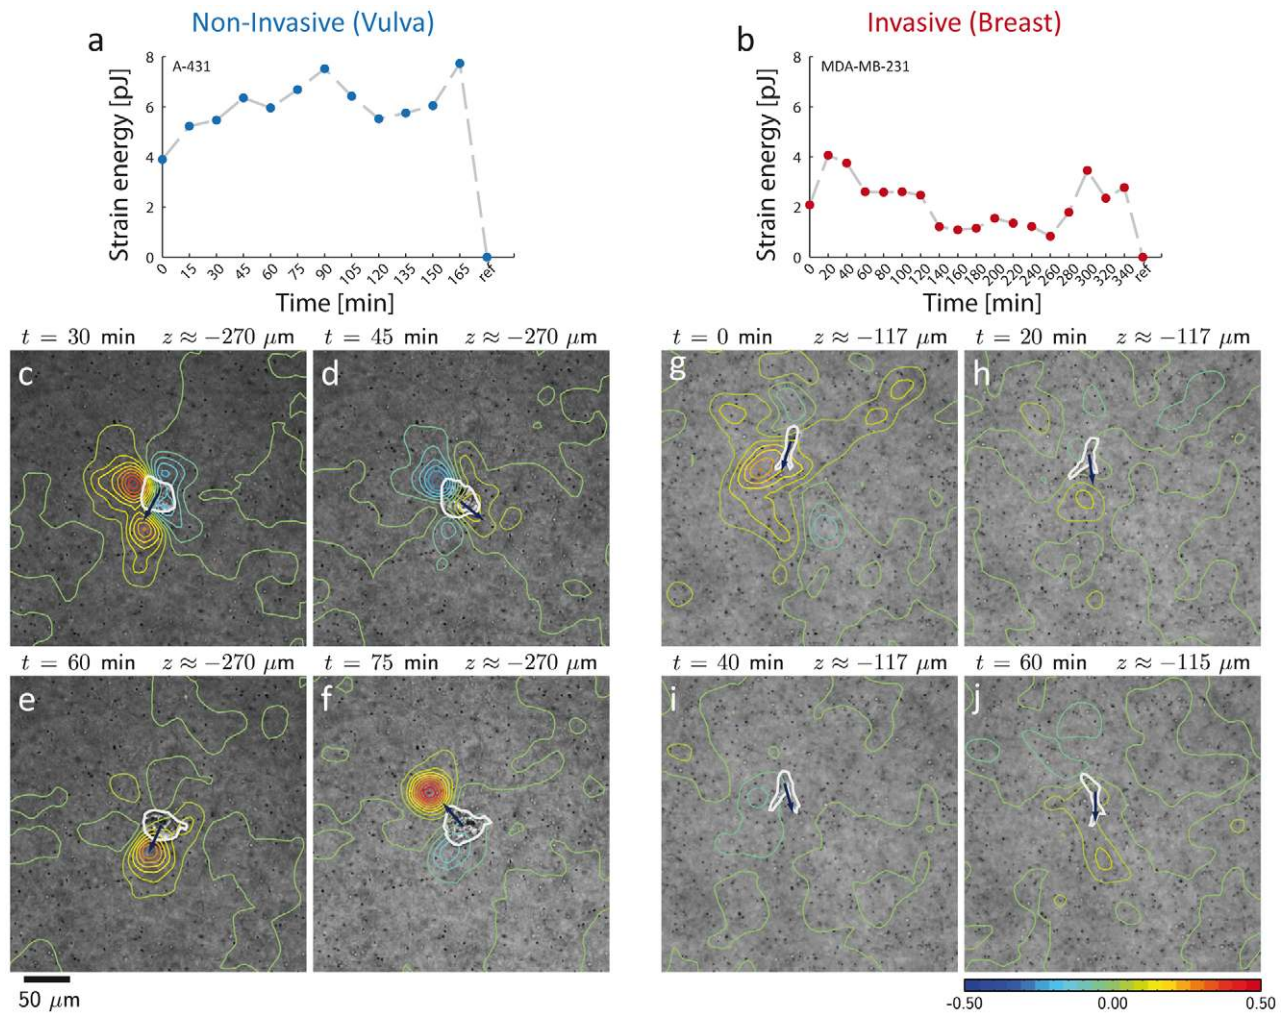 Non-Invasive (Vulva)
Invasive (Breast)
a
A-431
Strain energy [pJ]
8
6
4
2
0
0 15 30 45 60 75 90 105 120 135 150 165 ref
Time [min]
b
MDA-MB-231
Strain energy [pJ]
8
6
4
2
0
0 20 40 60 80 100 120 140 160 180 200 220 240 260 280 300 320 340 ref
Time [min]
t = 30 min z ≈ −270 μm
c
t = 45 min z ≈ −270 μm
d
t = 0 min z ≈ −117 μm
g
t = 20 min z ≈ −117 μm
h
t = 60 min z ≈ −270 μm
e
t = 75 min z ≈ −270 μm
f
t = 40 min z ≈ −117 μm
i
t = 60 min z ≈ −115 μm
j
50 μm
-0.50 0.00 0.50